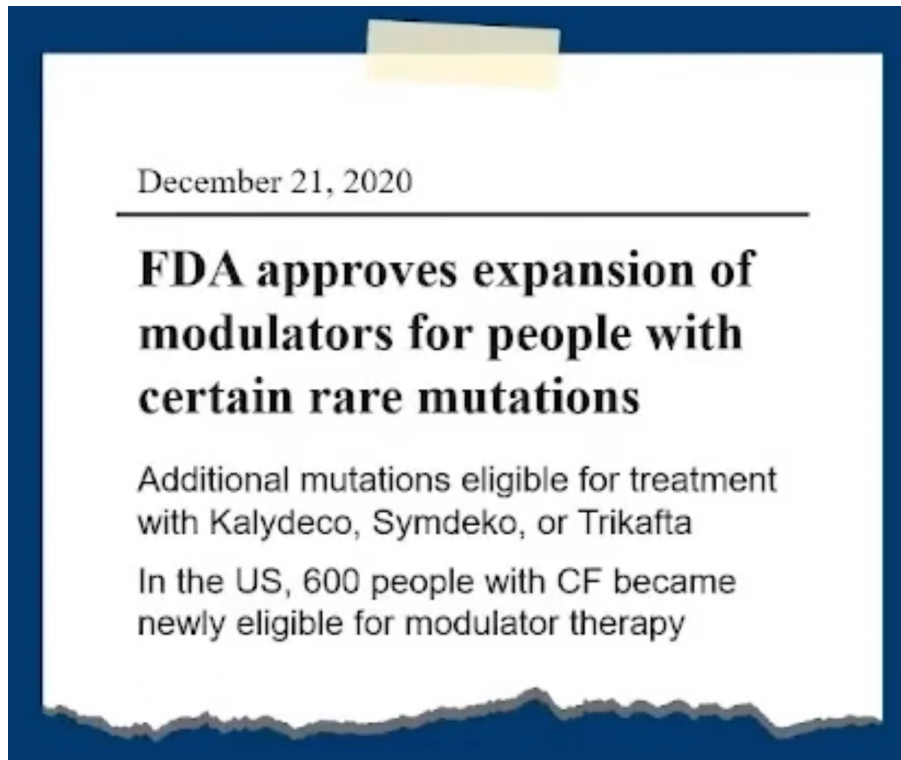 December 21, 2020
FDA approves expansion of
modulators for people with
certain rare mutations
Additional mutations eligible for treatment
with Kalydeco, Symdeko, or Trikafta
In the US, 600 people with CF became
newly eligible for modulator therapy